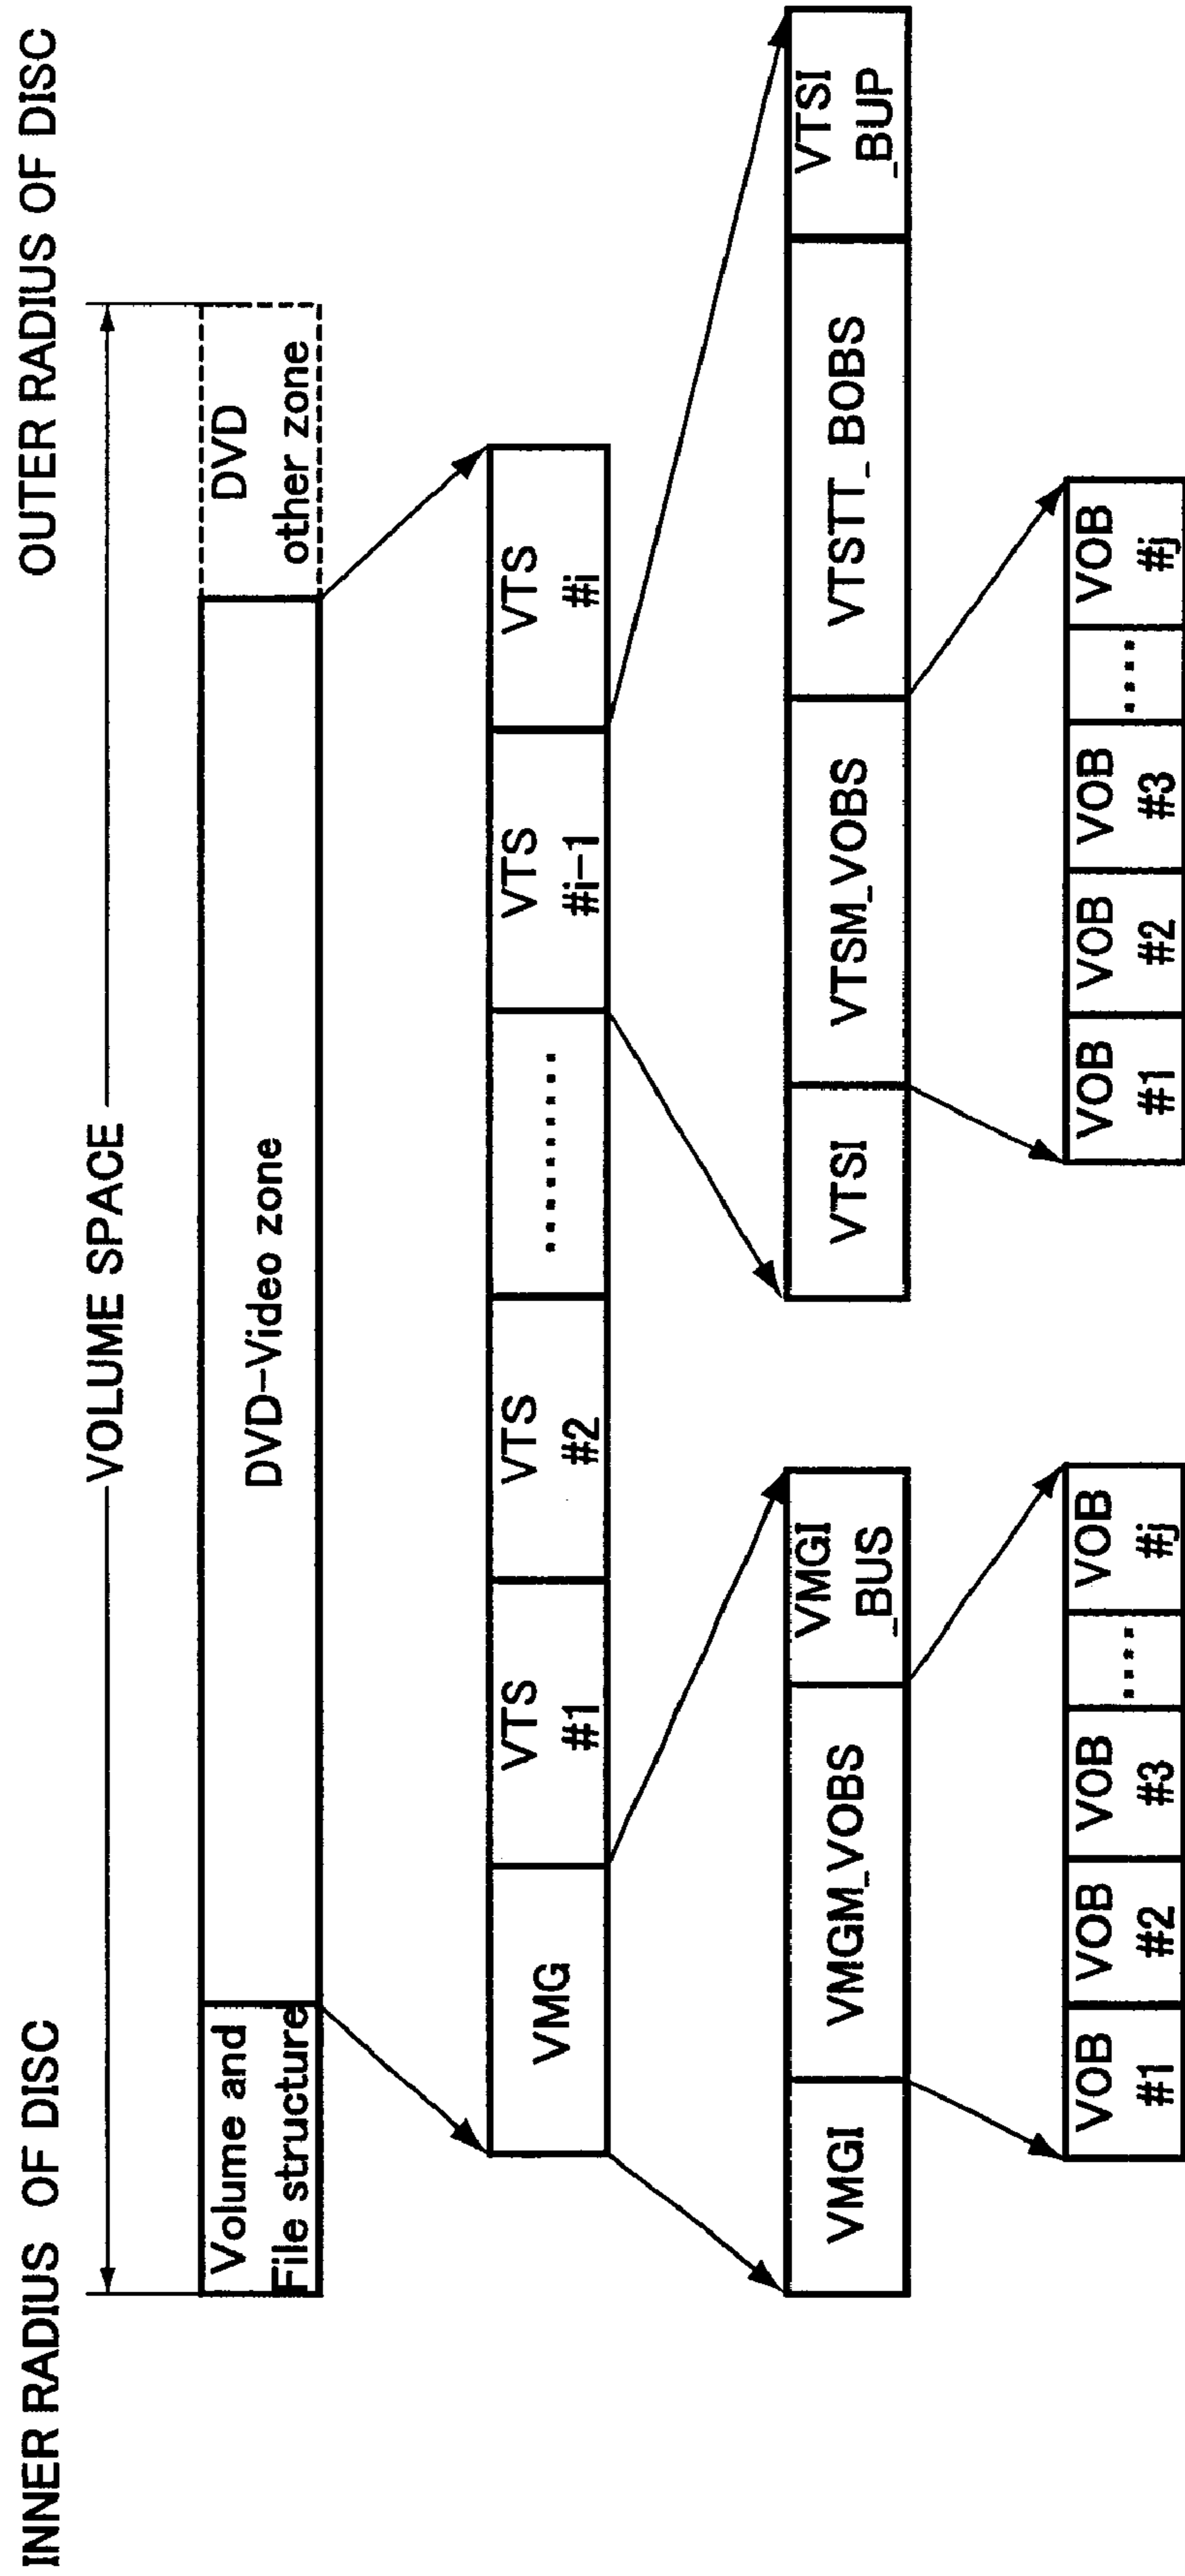 INNER RADIUS OF DISC
OUTER RADIUS OF DISC
VOLUME SPACE
Volume and
File structure
DVD-Video zone
DVD
other zone
VMG
VTS
#1
VTS
#2
.........
VTS
#i-1
VTS
#i
VMGI
VMGM_VOBS
VMGI
_BUS
VTSI
VTSM_VOBS
VTSTT_BOBS
VTSI
_BUP
VOB
#1
VOB
#2
VOB
#3
....
VOB
#j
VOB
#1
VOB
#2
VOB
#3
....
VOB
#j